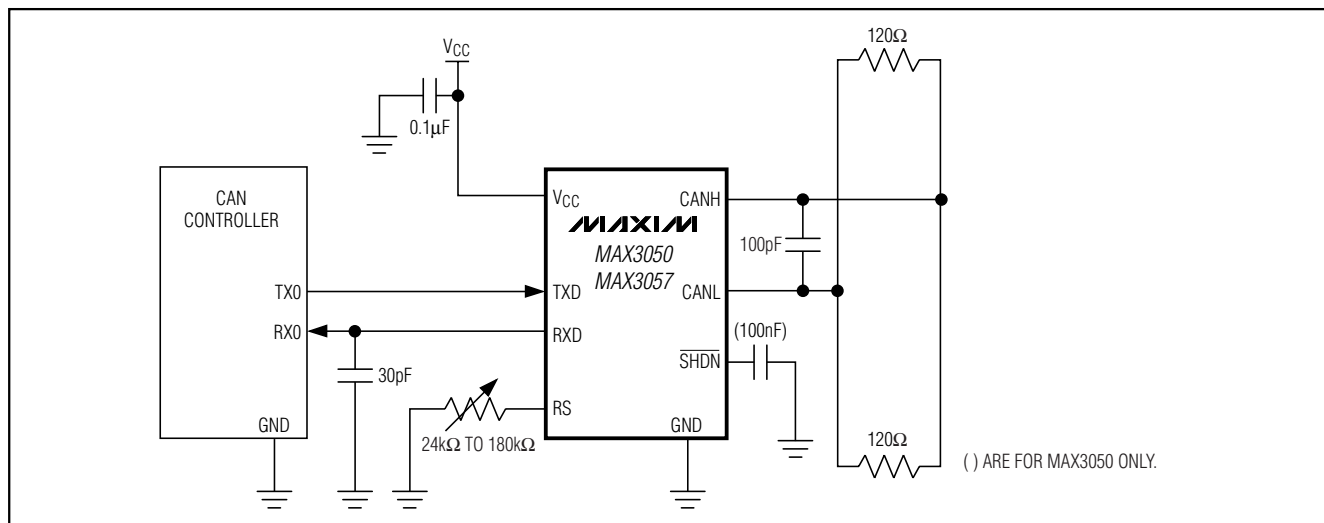 120Ω
VCC
0.1µF
CAN
CONTROLLER
VCC
CANH
MAXIM
MAX3050
MAX3057
100pF
TX0
TXD
CANL
RX0
RXD
(100nF)
SHDN
30pF
RS
24kΩ TO 180kΩ
GND
GND
120Ω
( ) ARE FOR MAX3050 ONLY.